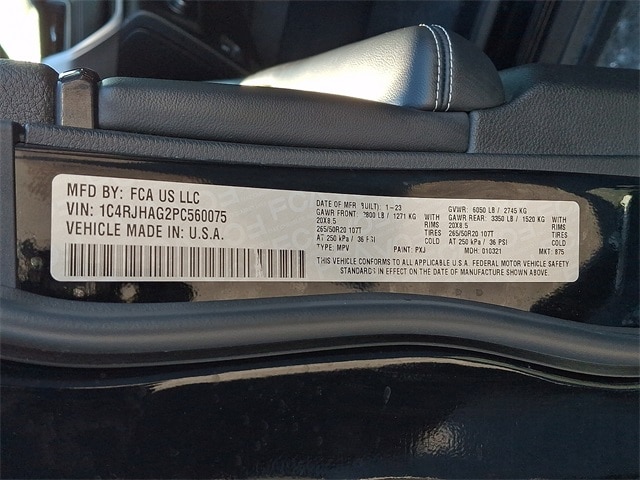 MFD BY: FCA US LLC
VIN: 1C4RJHAG2PC560075
VEHICLE MADE IN: U.S.A.
DATE OF MFR BUILT): 1-23
GAWR FRONT: 2800 LB / 1271 KG
WITH
20X8.5
RIMS
265/50R20 107T
TIRES
AT 250 kPa / 36 PSI
COLD
TYPE: MPV
PAINT: PXJ
GVWR: 6050 LB / 2745 KG
GAWR REAR: 3350 LB / 1520 KG
WITH
20X8.5
RIMS
265/50R20 107T
TIRES
AT 250 kPa / 36 PSI
COLD
MDH: 010321
MKT: 875
THIS VEHICLE CONFORMS TO ALL APPLICABLE U.S.A. FEDERAL MOTOR VEHICLE SAFETY
STANDARDS IN EFFECT ON THE DATE OF MANUFACTURE SHOWN ABOVE.